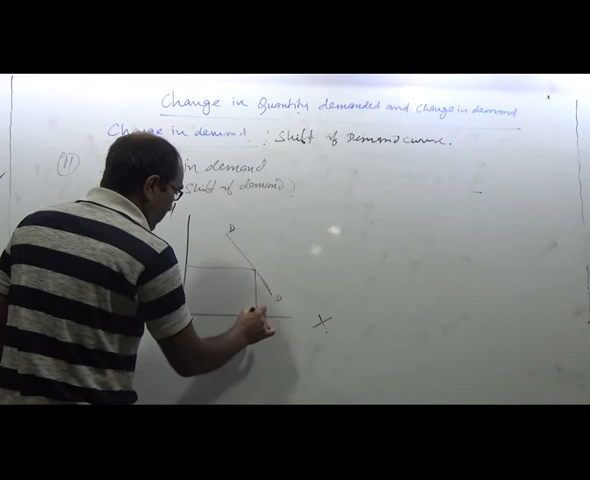 Change in Quantity demanded and Change in demand
Change in demand : Shift of Demand curve.
(ii) in demand
Shift of demand)
D
D
X